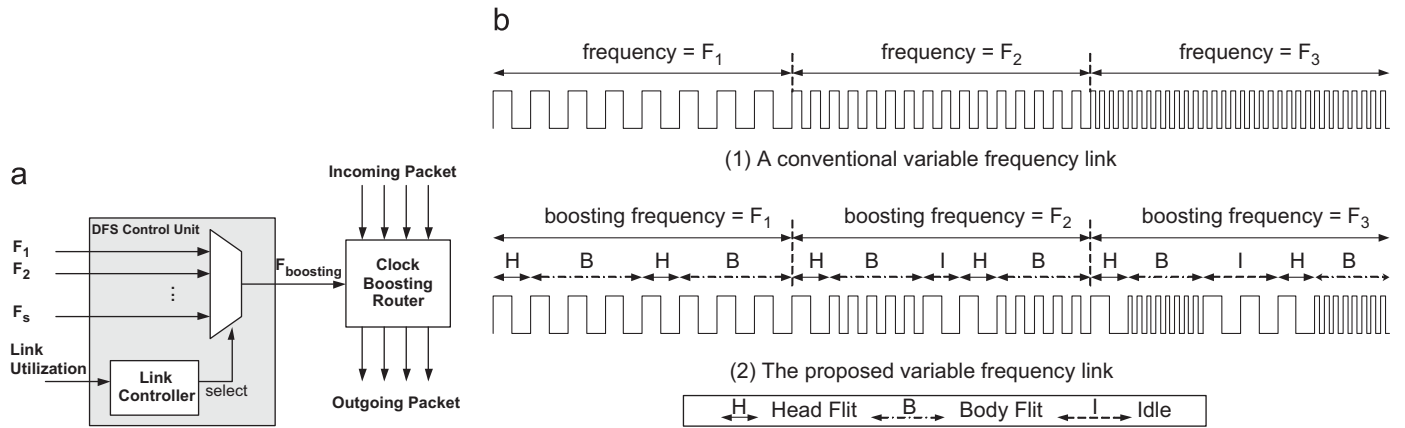 a
Incoming Packet
DFS Control Unit
F1
F2
⋮
Fs
Fboosting
Clock
Boosting
Router
Link
Utilization
Link
Controller
select
Outgoing Packet
b
frequency = F1 frequency = F2 frequency = F3
(1) A conventional variable frequency link
boosting frequency = F1 boosting frequency = F2 boosting frequency = F3
H B H B H B I H B H B I H B
(2) The proposed variable frequency link
H Head Flit B Body Flit I Idle